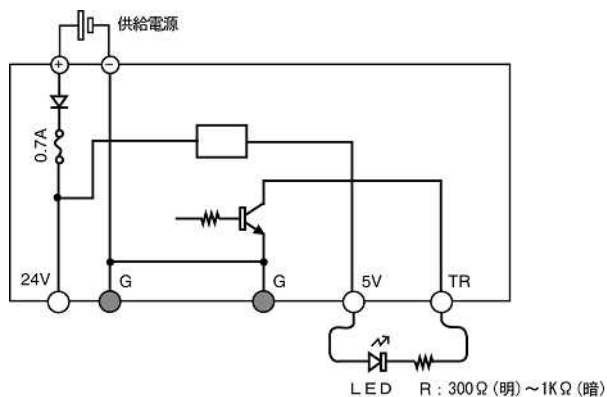 供給電源
+
−
0.7A
24V
G
G
5V
TR
LED
R：300Ω(明)～1KΩ(暗)